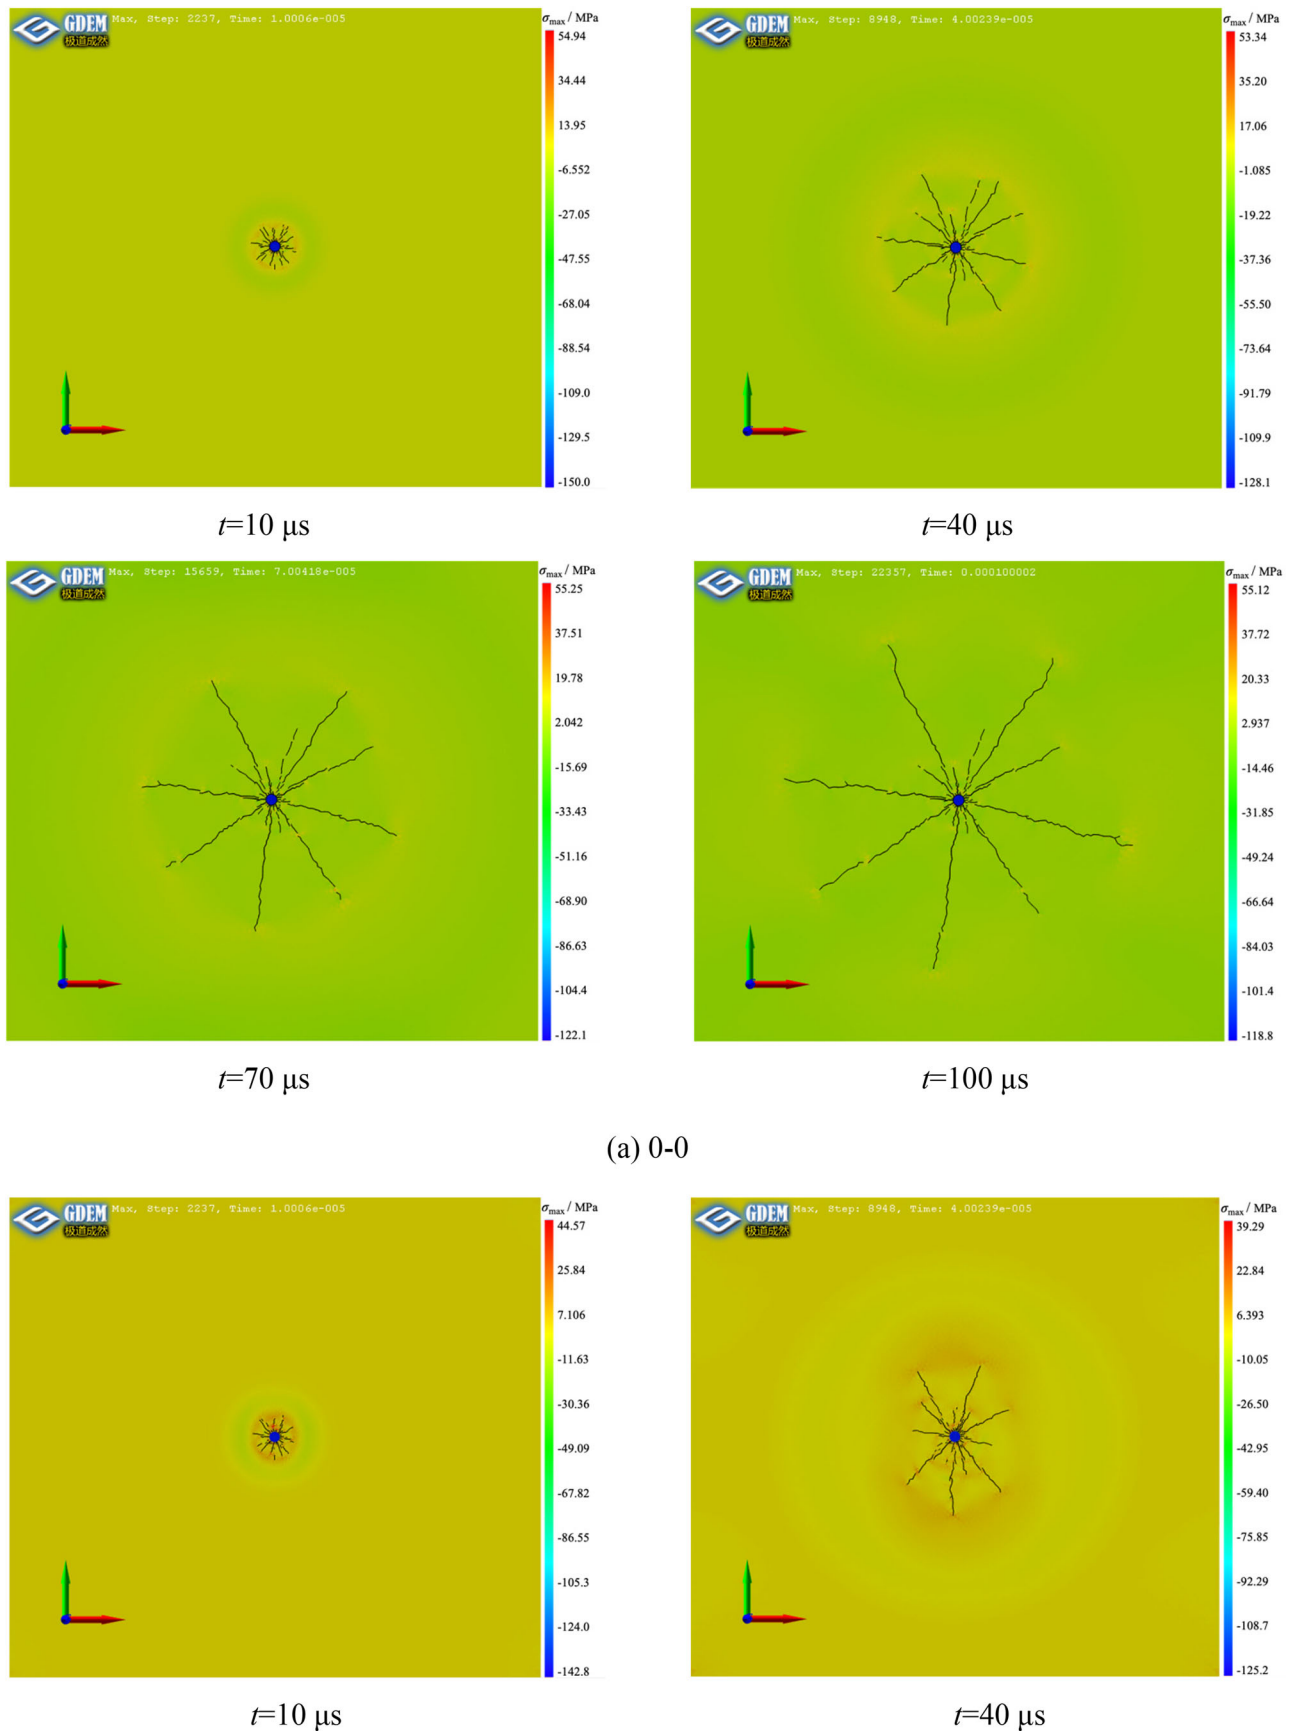 GDEM
极道成然
Max, Step: 2237, Time: 1.0006e-005
σmax / MPa
54.94
34.44
13.95
-6.552
-27.05
-47.55
-68.04
-88.54
-109.0
-129.5
-150.0
t=10 μs
GDEM
极道成然
Max, Step: 8948, Time: 4.00239e-005
σmax / MPa
53.34
35.20
17.06
-1.085
-19.22
-37.36
-55.50
-73.64
-91.79
-109.9
-128.1
t=40 μs
GDEM
极道成然
Max, Step: 15659, Time: 7.00418e-005
σmax / MPa
55.25
37.51
19.78
2.042
-15.69
-33.43
-51.16
-68.90
-86.63
-104.4
-122.1
t=70 μs
GDEM
极道成然
Max, Step: 22357, Time: 0.000100002
σmax / MPa
55.12
37.72
20.33
2.937
-14.46
-31.85
-49.24
-66.64
-84.03
-101.4
-118.8
t=100 μs
(a) 0-0
GDEM
极道成然
Max, Step: 2237, Time: 1.0006e-005
σmax / MPa
44.57
25.84
7.106
-11.63
-30.36
-49.09
-67.82
-86.55
-105.3
-124.0
-142.8
t=10 μs
GDEM
极道成然
Max, Step: 8948, Time: 4.00239e-005
σmax / MPa
39.29
22.84
6.393
-10.05
-26.50
-42.95
-59.40
-75.85
-92.29
-108.7
-125.2
t=40 μs